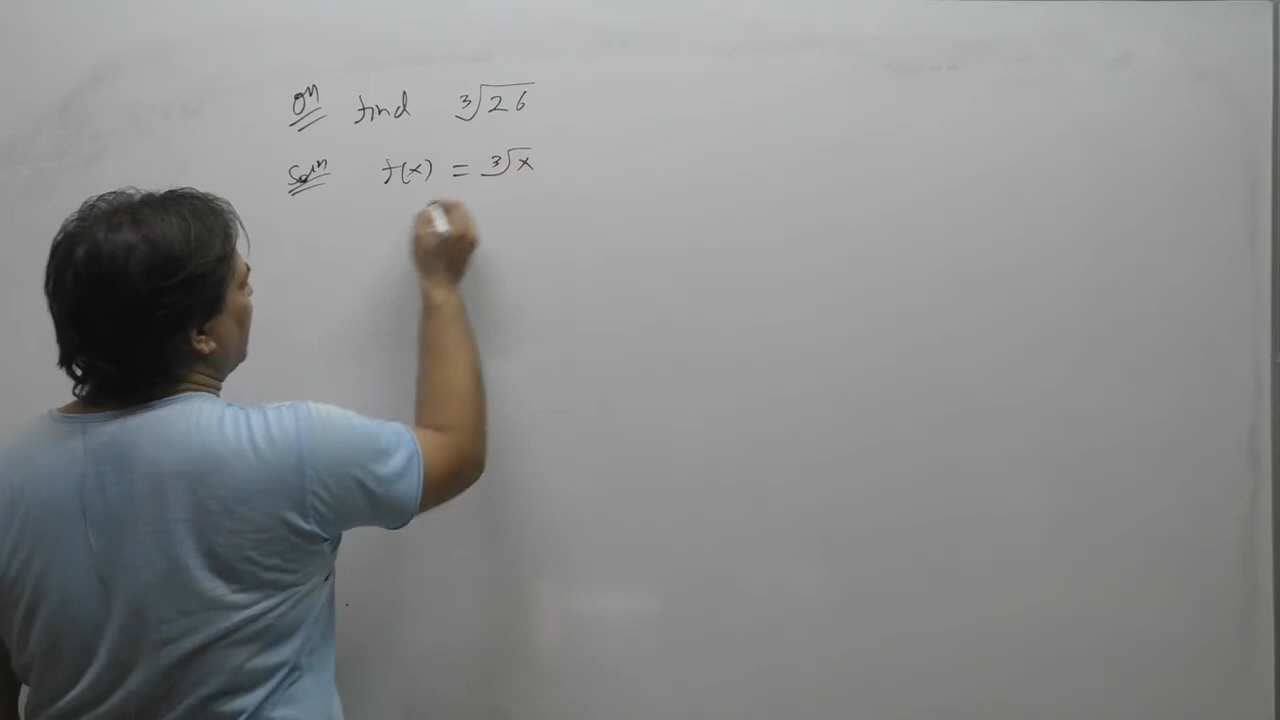 Qn find ∛26
Soln f(x) = ∛x